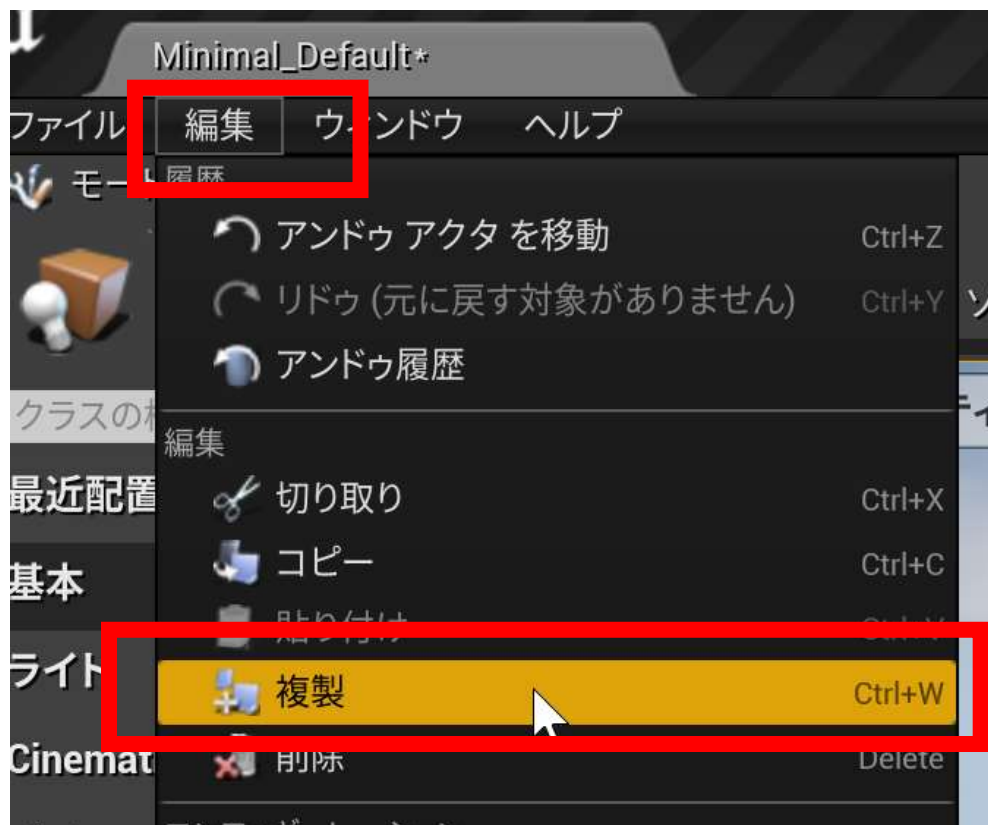 Minimal_Default*
ファイル 編集 ウィンドウ ヘルプ
モード 履歴
アンドゥ アクタ を移動 Ctrl+Z
リドゥ (元に戻す対象がありません) Ctrl+Y
アンドゥ履歴
クラスの
編集
最近配置
切り取り Ctrl+X
コピー Ctrl+C
基本
貼り付け Ctrl+V
ライト
複製 Ctrl+W
Cinemat
削除 Delete